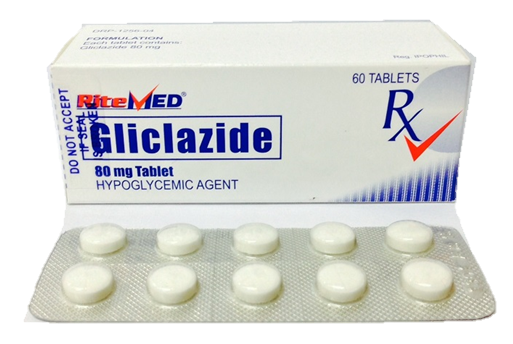 FORMULATION
Each tablet contains:
Gliclazide 80 mg
60 TABLETS
RiteMED®
Rx
DO NOT ACCEPT
IF SEAL
Gliclazide
80 mg Tablet
HYPOGLYCEMIC AGENT